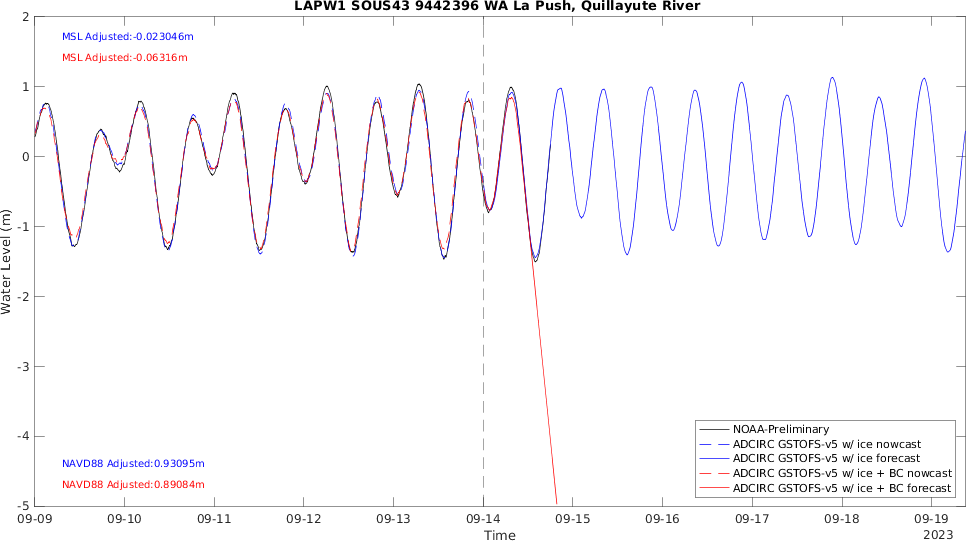 LAPW1 SOUS43 9442396 WA La Push, Quillayute River
MSL Adjusted:-0.023046m
MSL Adjusted:-0.06316m
2
1
0
-1
-2
-3
-4
-5
Water Level (m)
NAVD88 Adjusted:0.93095m
NAVD88 Adjusted:0.89084m
NOAA-Preliminary
ADCIRC GSTOFS-v5 w/ ice nowcast
ADCIRC GSTOFS-v5 w/ ice forecast
ADCIRC GSTOFS-v5 w/ ice + BC nowcast
ADCIRC GSTOFS-v5 w/ ice + BC forecast
09-09 09-10 09-11 09-12 09-13 09-14 09-15 09-16 09-17 09-18 09-19
Time
2023